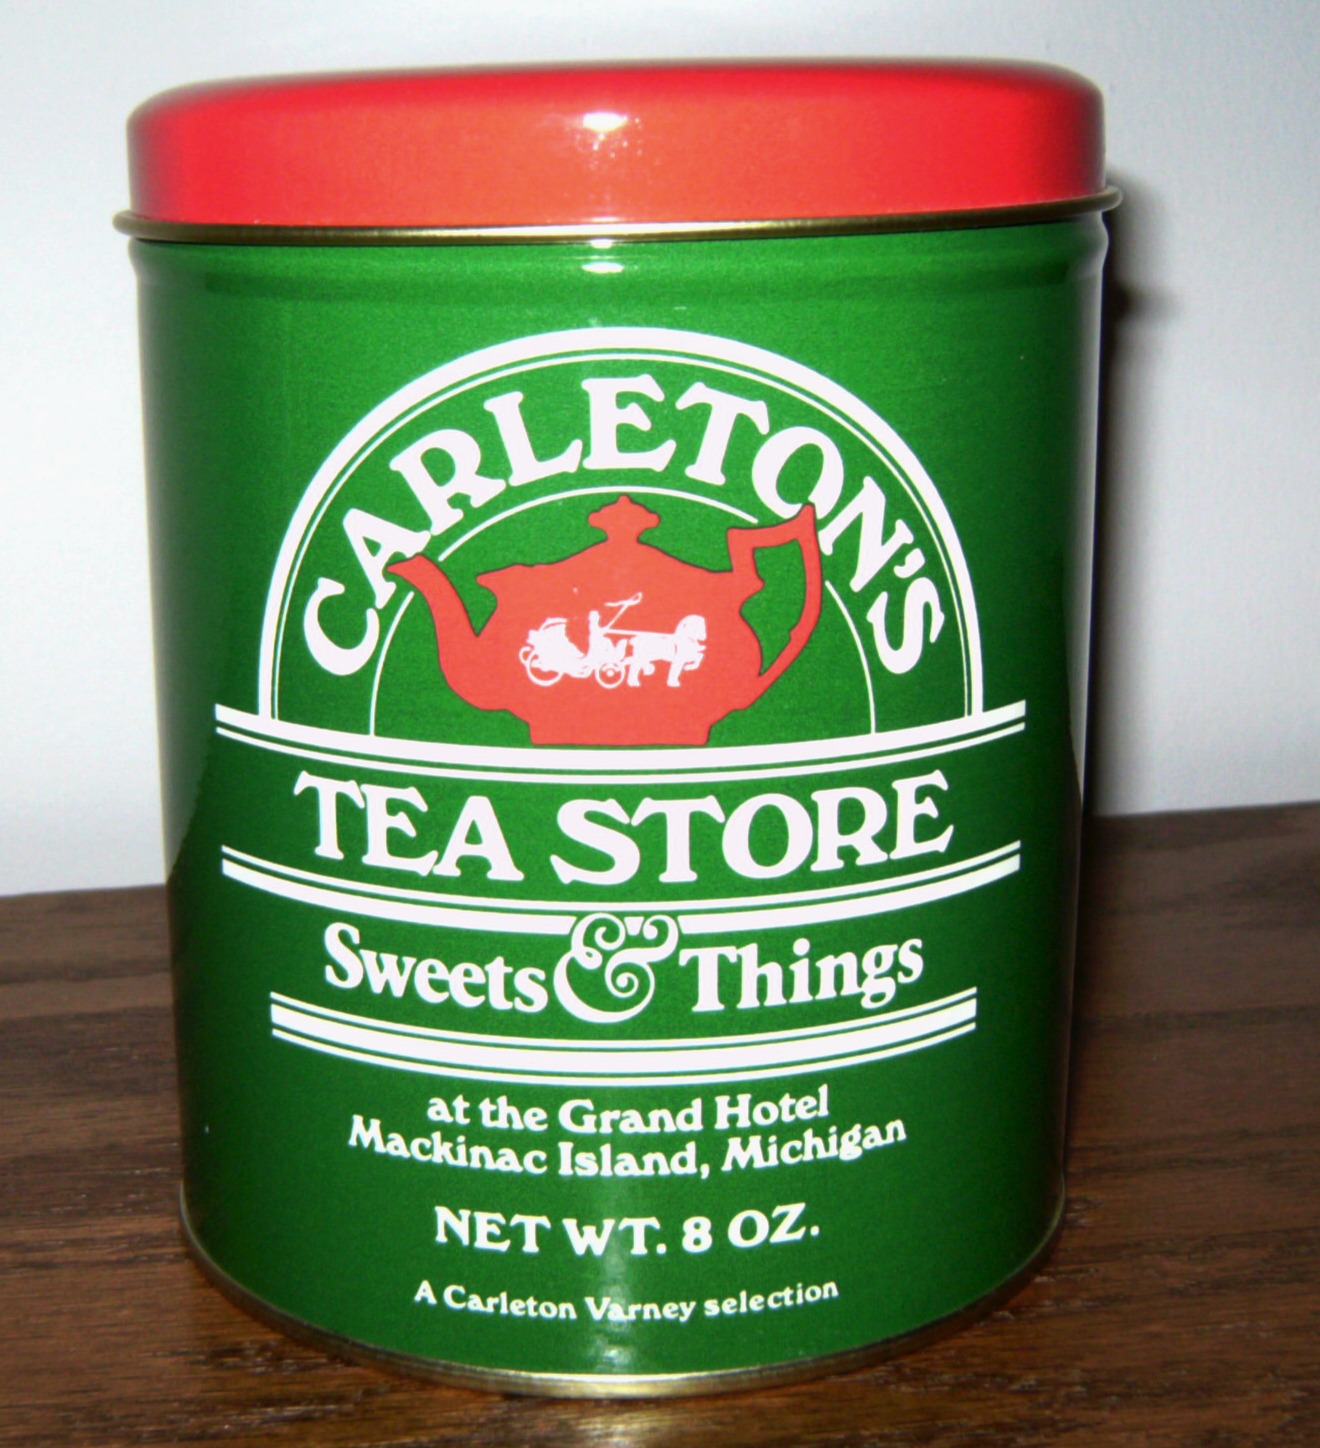 CARLETON'S
TEA STORE
Sweets & Things
at the Grand Hotel
Mackinac Island, Michigan
NET WT. 8 OZ.
A Carleton Varney selection